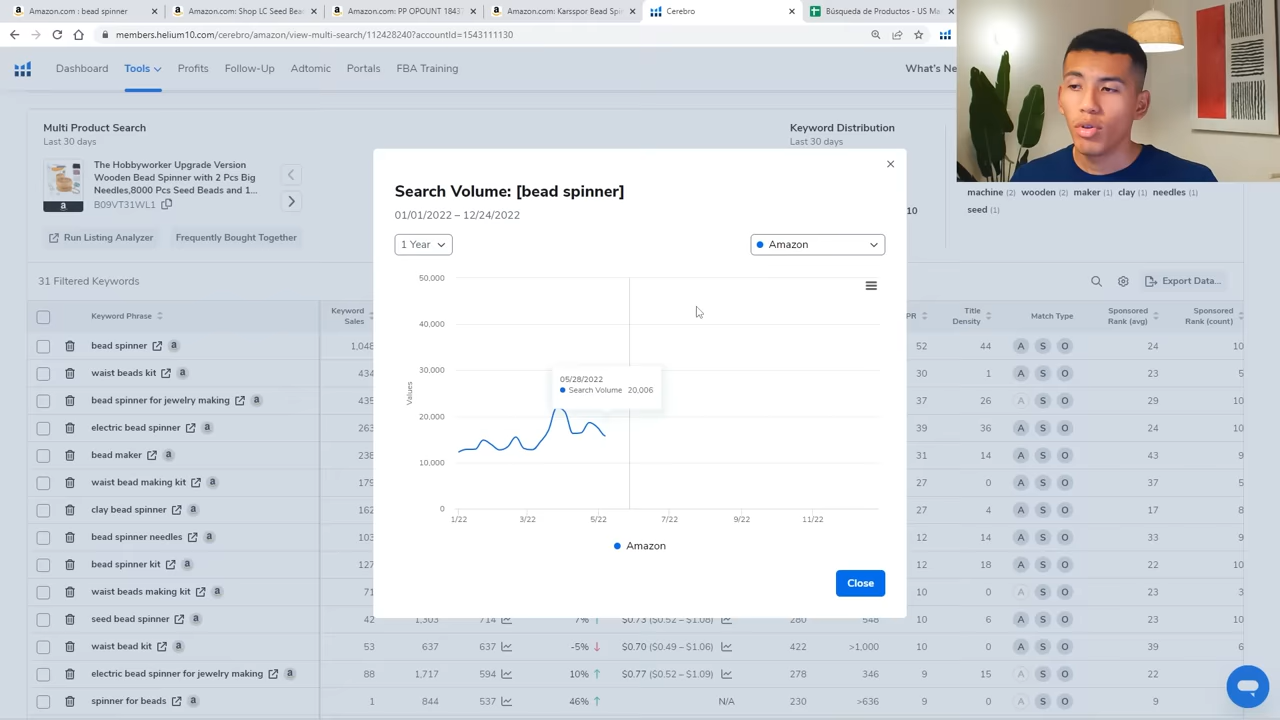 Amazon.com : bead spinner
Amazon.com: Shop LC Seed Bea
Amazon.com: PP OPOUNT 1843
Amazon.com: Karsspor Bead Spi
Cerebro
Búsqueda de Productos - US Ma
members.helium10.com/cerebro/amazon/view-multi-search/112428240?accountId=1543111130
Dashboard
Tools
Profits
Follow-Up
Adtomic
Portals
FBA Training
What's Ne
Multi Product Search
Last 30 days
The Hobbyworker Upgrade Version
Wooden Bead Spinner with 2 Pcs Big
Needles,8000 Pcs Seed Beads and 1...
B09VT31WL1
Run Listing Analyzer
Frequently Bought Together
Keyword Distribution
Last 30 days
10
machine (2) wooden (2) maker (1) clay (1) needles (1)
seed (1)
Search Volume: [bead spinner]
01/01/2022 – 12/24/2022
1 Year
Amazon
50,000
40,000
30,000
20,000
10,000
0
Values
05/28/2022
Search Volume 20,006
1/22 3/22 5/22 7/22 9/22 11/22
Amazon
Close
31 Filtered Keywords
Export Data...
Keyword Phrase
Keyword Sales
PR
Title Density
Match Type
Sponsored Rank (avg)
Sponsored Rank (count)
bead spinner a 1,048 52 44 A S O 24 10
waist beads kit a 434 30 1 A S O 23 5
bead spinner for jewelry making a 435 37 26 A S O 29 10
electric bead spinner a 263 39 36 A S O 24 10
bead maker a 238 31 14 A S O 43 9
waist bead making kit a 179 27 0 A S O 37 5
clay bead spinner a 162 27 4 A S O 17 8
bead spinner needles a 103 12 14 A S O 33 9
bead spinner kit a 127 12 18 A S O 22 10
waist beads making kit a 71 10 0 A S O 23 3
seed bead spinner a 42 1,303 714 7% $0.73 ($0.52 – $1.08) 280 548 10 6 A S O 23 10
waist bead kit a 53 637 637 -5% $0.70 ($0.49 – $1.06) 422 >1,000 10 0 A S O 39 6
electric bead spinner for jewelry making a 88 1,717 594 10% $0.77 ($0.52 – $1.09) 278 346 9 15 A S O 22
spinner for beads a 1 844 537 46% N/A 230 >636 9 0 A S O 9